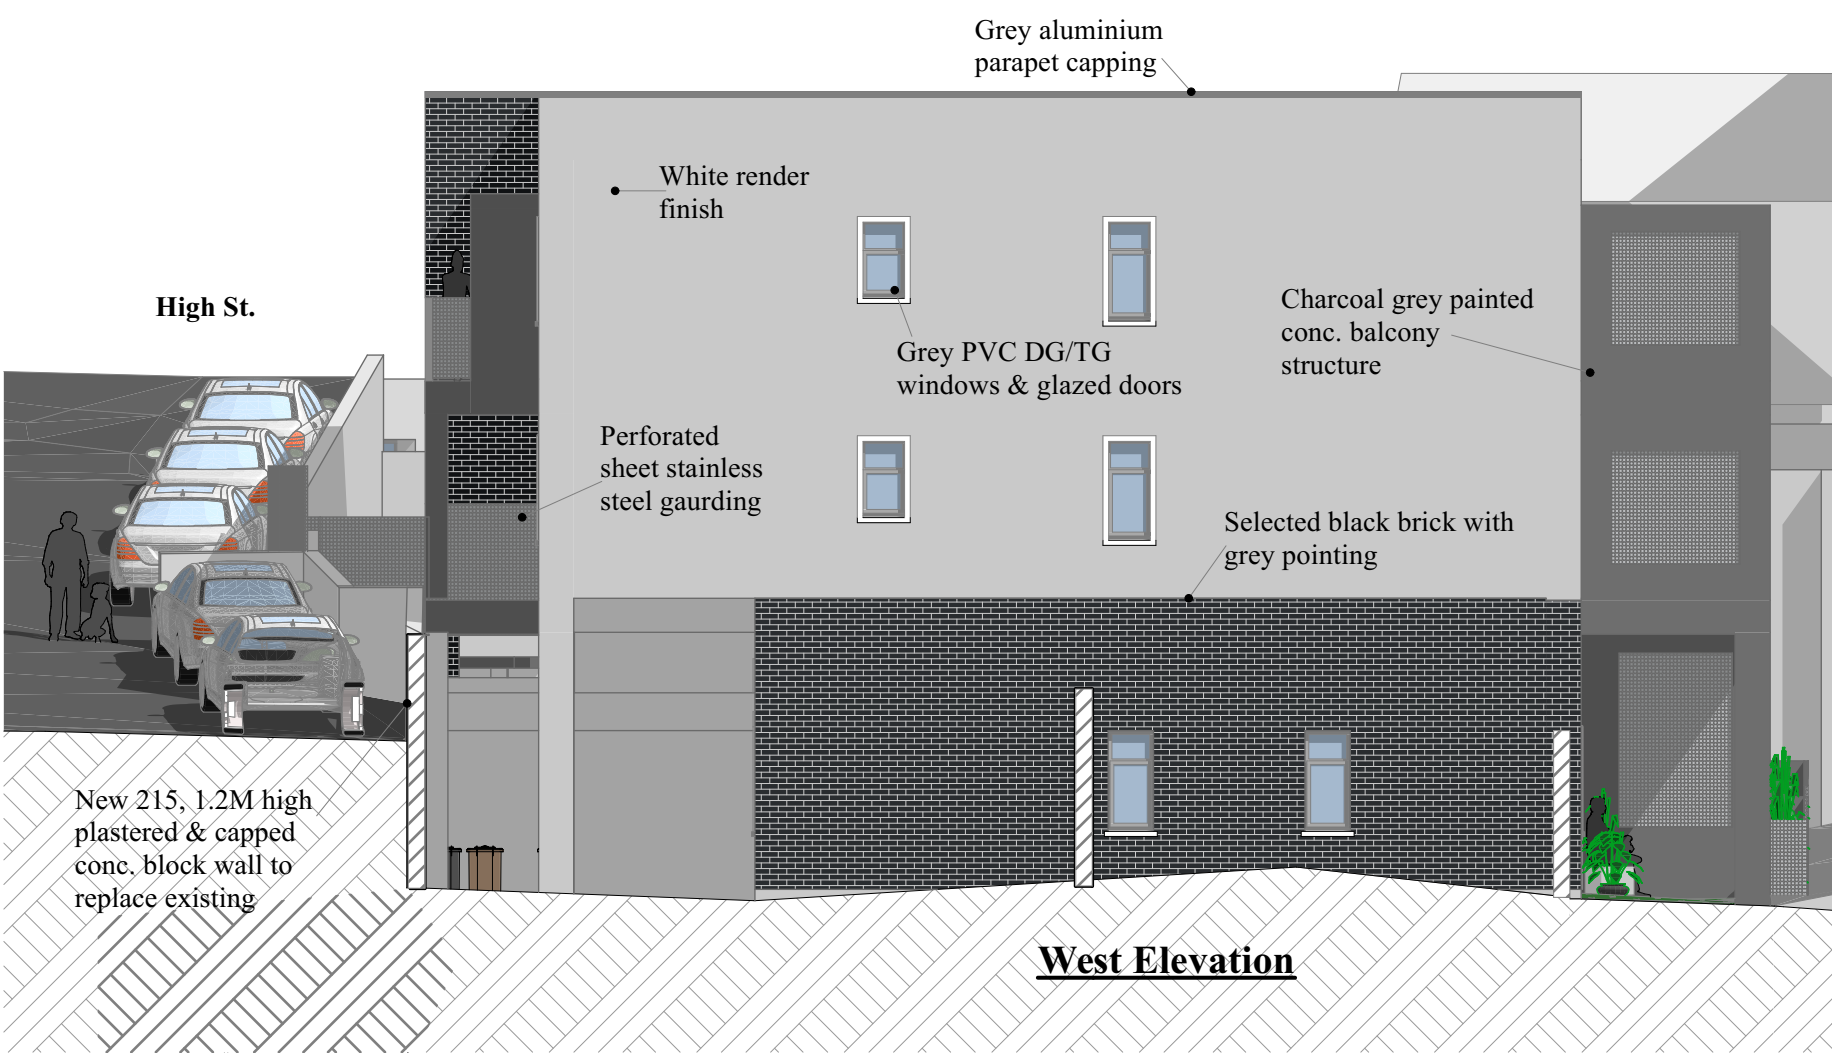 Grey aluminium
parapet capping
White render
finish
High St.
Charcoal grey painted
conc. balcony
structure
Grey PVC DG/TG
windows & glazed doors
Perforated
sheet stainless
steel gaurding
Selected black brick with
grey pointing
New 215, 1.2M high
plastered & capped
conc. block wall to
replace existing
West Elevation